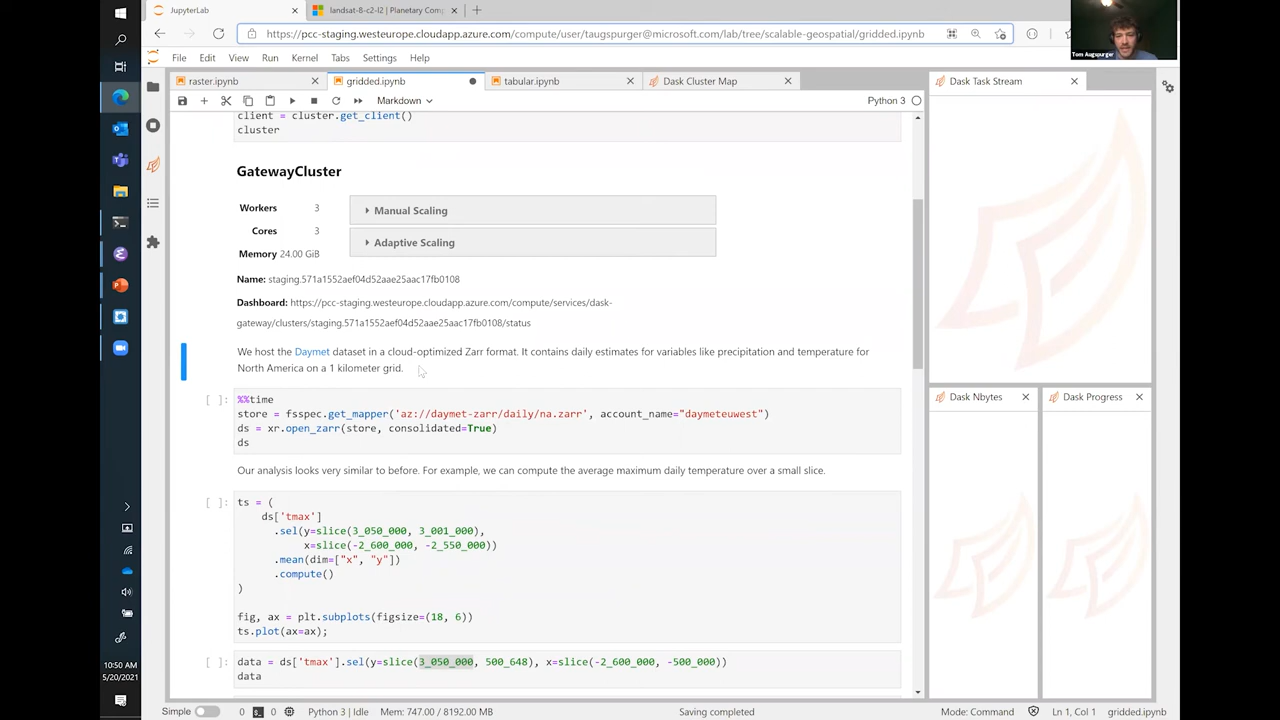 JupyterLab
landsat-8-c2-l2 | Planetary Comp
https://pcc-staging.westeurope.cloudapp.azure.com/compute/user/taugspurger@microsoft.com/lab/tree/scalable-geospatial/gridded.ipynb
Tom Augspurger
File Edit View Run Kernel Tabs Settings Help
raster.ipynb
gridded.ipynb
tabular.ipynb
Dask Cluster Map
Dask Task Stream
Markdown
Python 3
client = cluster.get_client()
cluster
GatewayCluster
Workers 3
Cores 3
Memory 24.00 GiB
Manual Scaling
Adaptive Scaling
Name: staging.571a1552aef04d52aae25aac17fb0108
Dashboard: https://pcc-staging.westeurope.cloudapp.azure.com/compute/services/dask-
gateway/clusters/staging.571a1552aef04d52aae25aac17fb0108/status
We host the Daymet dataset in a cloud-optimized Zarr format. It contains daily estimates for variables like precipitation and temperature for
North America on a 1 kilometer grid.
[ ]: %%time
store = fsspec.get_mapper('az://daymet-zarr/daily/na.zarr', account_name="daymeteuwest")
ds = xr.open_zarr(store, consolidated=True)
ds
Our analysis looks very similar to before. For example, we can compute the average maximum daily temperature over a small slice.
[ ]: ts = (
ds['tmax']
.sel(y=slice(3_050_000, 3_001_000),
x=slice(-2_600_000, -2_550_000))
.mean(dim=["x", "y"])
.compute()
)
fig, ax = plt.subplots(figsize=(18, 6))
ts.plot(ax=ax);
[ ]: data = ds['tmax'].sel(y=slice(3_050_000, 500_648), x=slice(-2_600_000, -500_000))
data
Dask Nbytes
Dask Progress
10:50 AM
5/20/2021
Simple 0 0 Python 3 | Idle Mem: 747.00 / 8192.00 MB Saving completed Mode: Command Ln 1, Col 1 gridded.ipynb